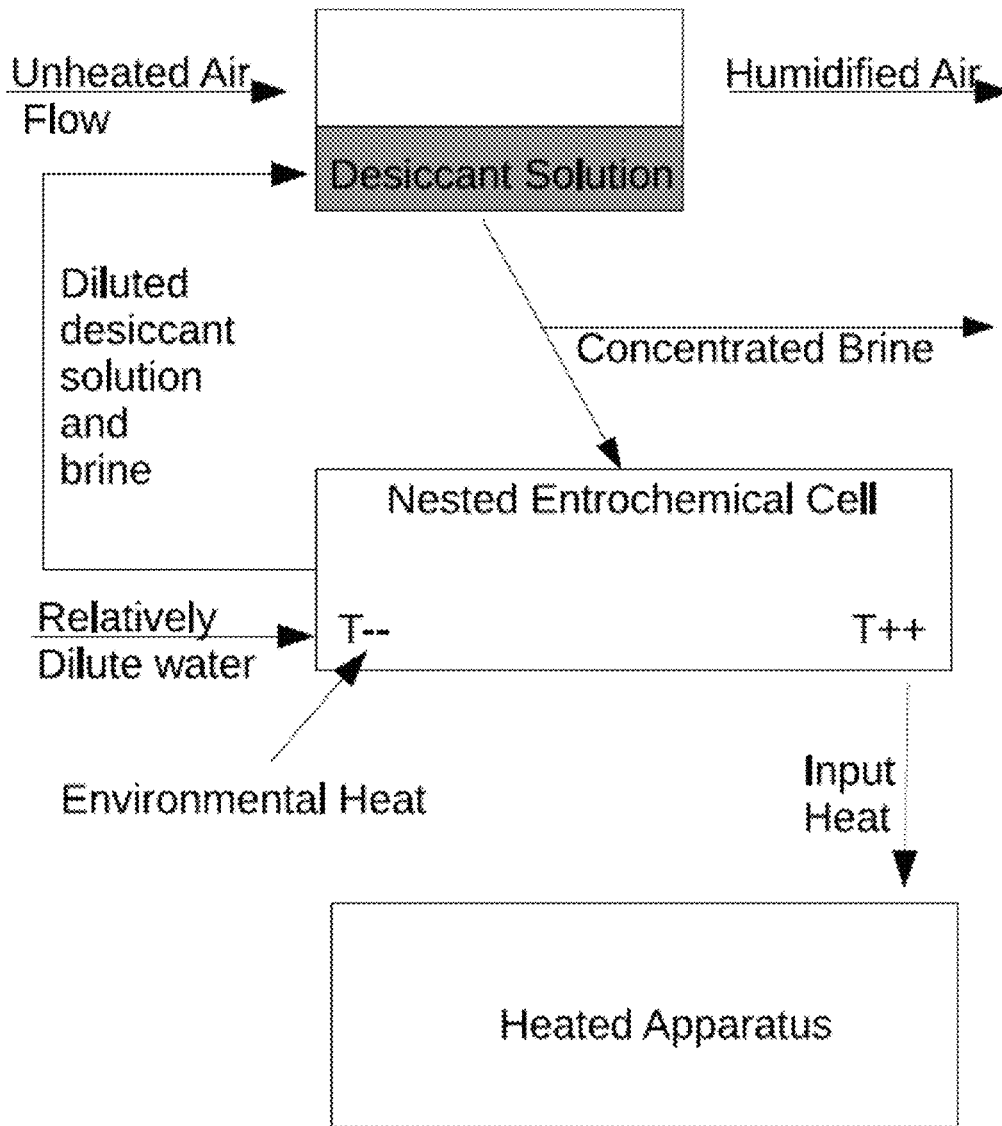 Unheated Air
Flow
Humidified Air
Desiccant Solution
Diluted
desiccant
solution
and
brine
Concentrated Brine
Nested Entrochemical Cell
Relatively
Dilute water
T--
T++
Environmental Heat
Input
Heat
Heated Apparatus